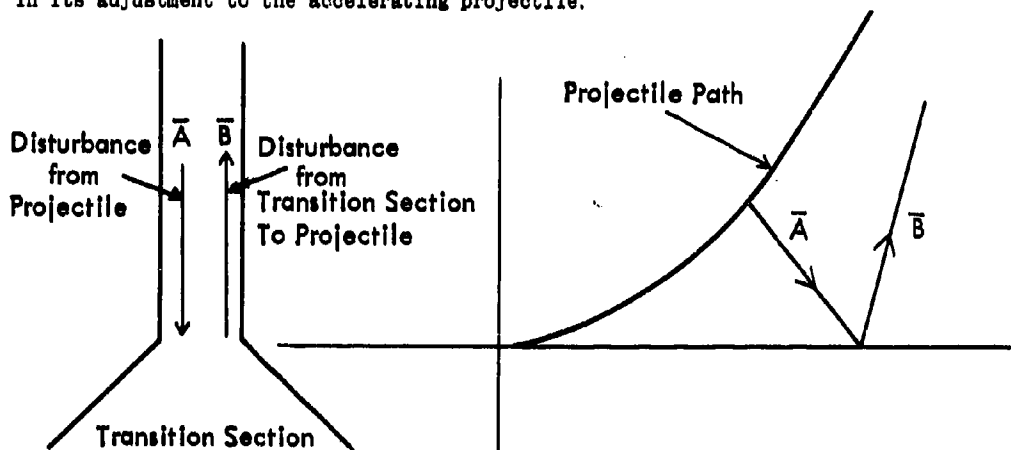 in its adjustment to the accelerating projectile.
Projectile Path
Disturbance
from
Projectile
A̅
B̅
Disturbance
from
Transition Section
To Projectile
A̅
B̅
Transition Section